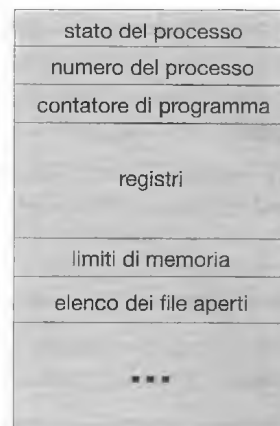 stato del processo
numero del processo
contatore di programma
registri
limiti di memoria
elenco dei file aperti
...